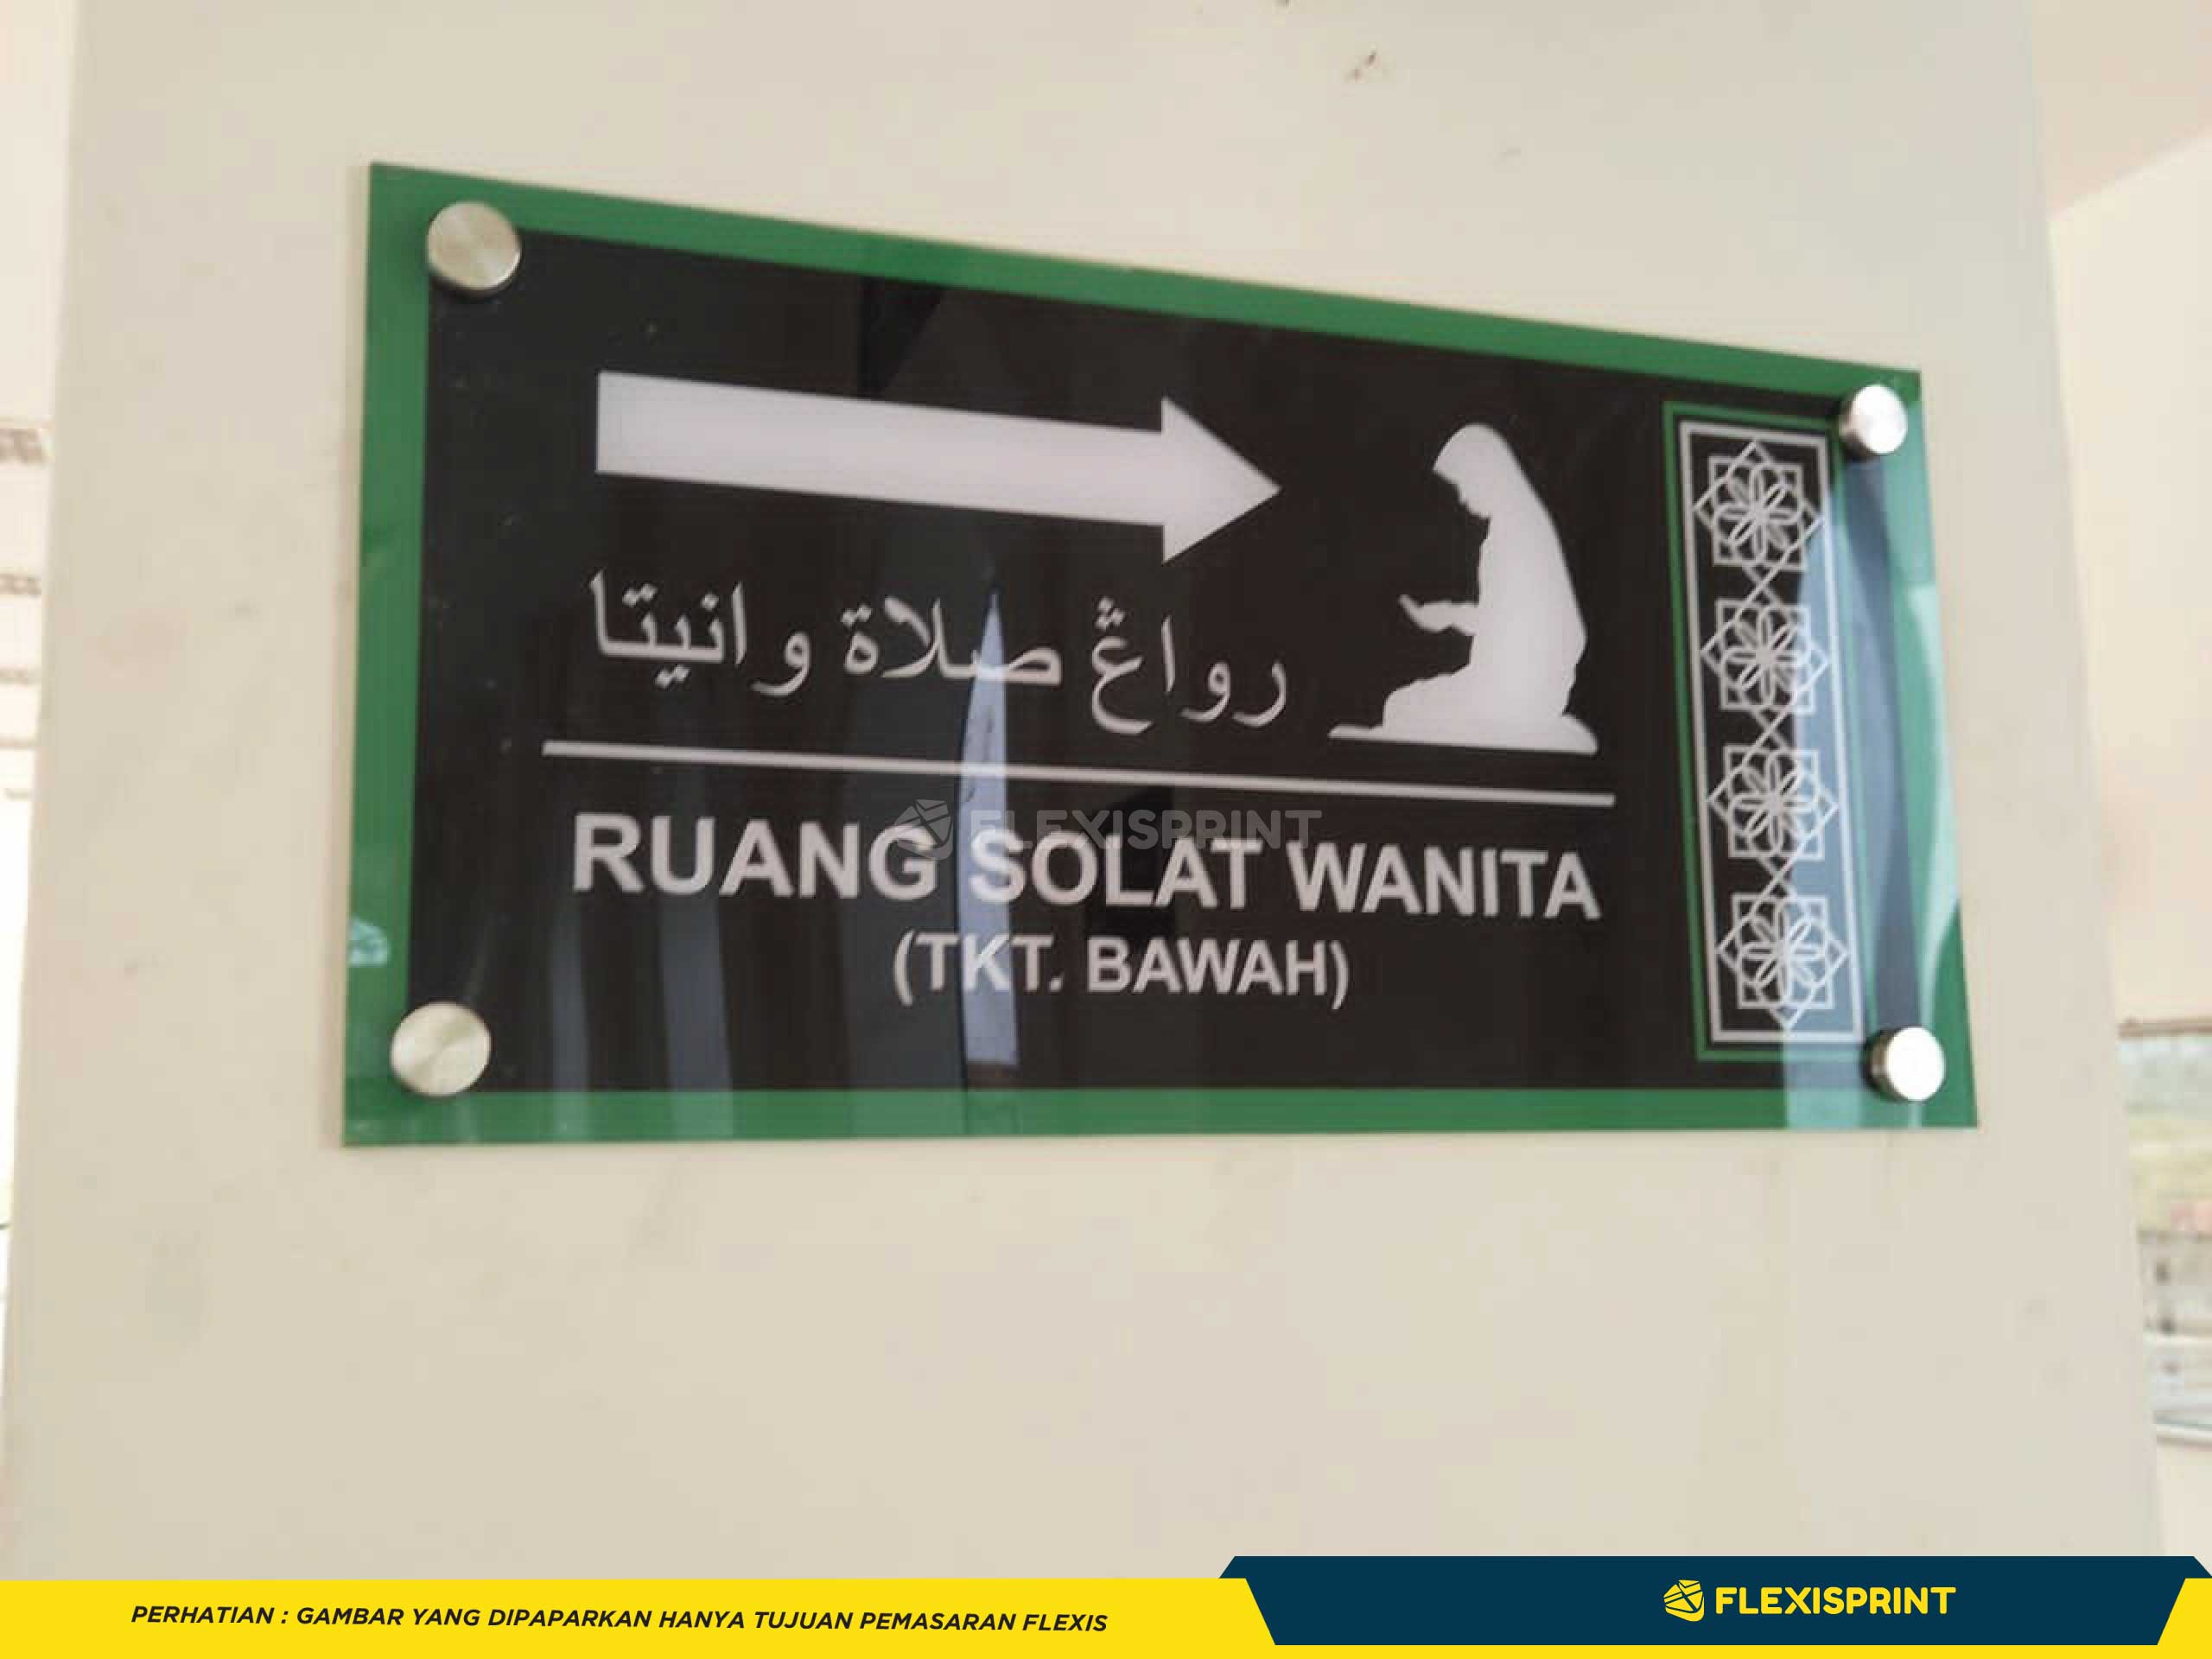 رواڠ صلاة وانيتا
RUANG SOLAT WANITA
(TKT. BAWAH)
FLEXISPRINT
PERHATIAN : GAMBAR YANG DIPAPARKAN HANYA TUJUAN PEMASARAN FLEXIS
FLEXISPRINT